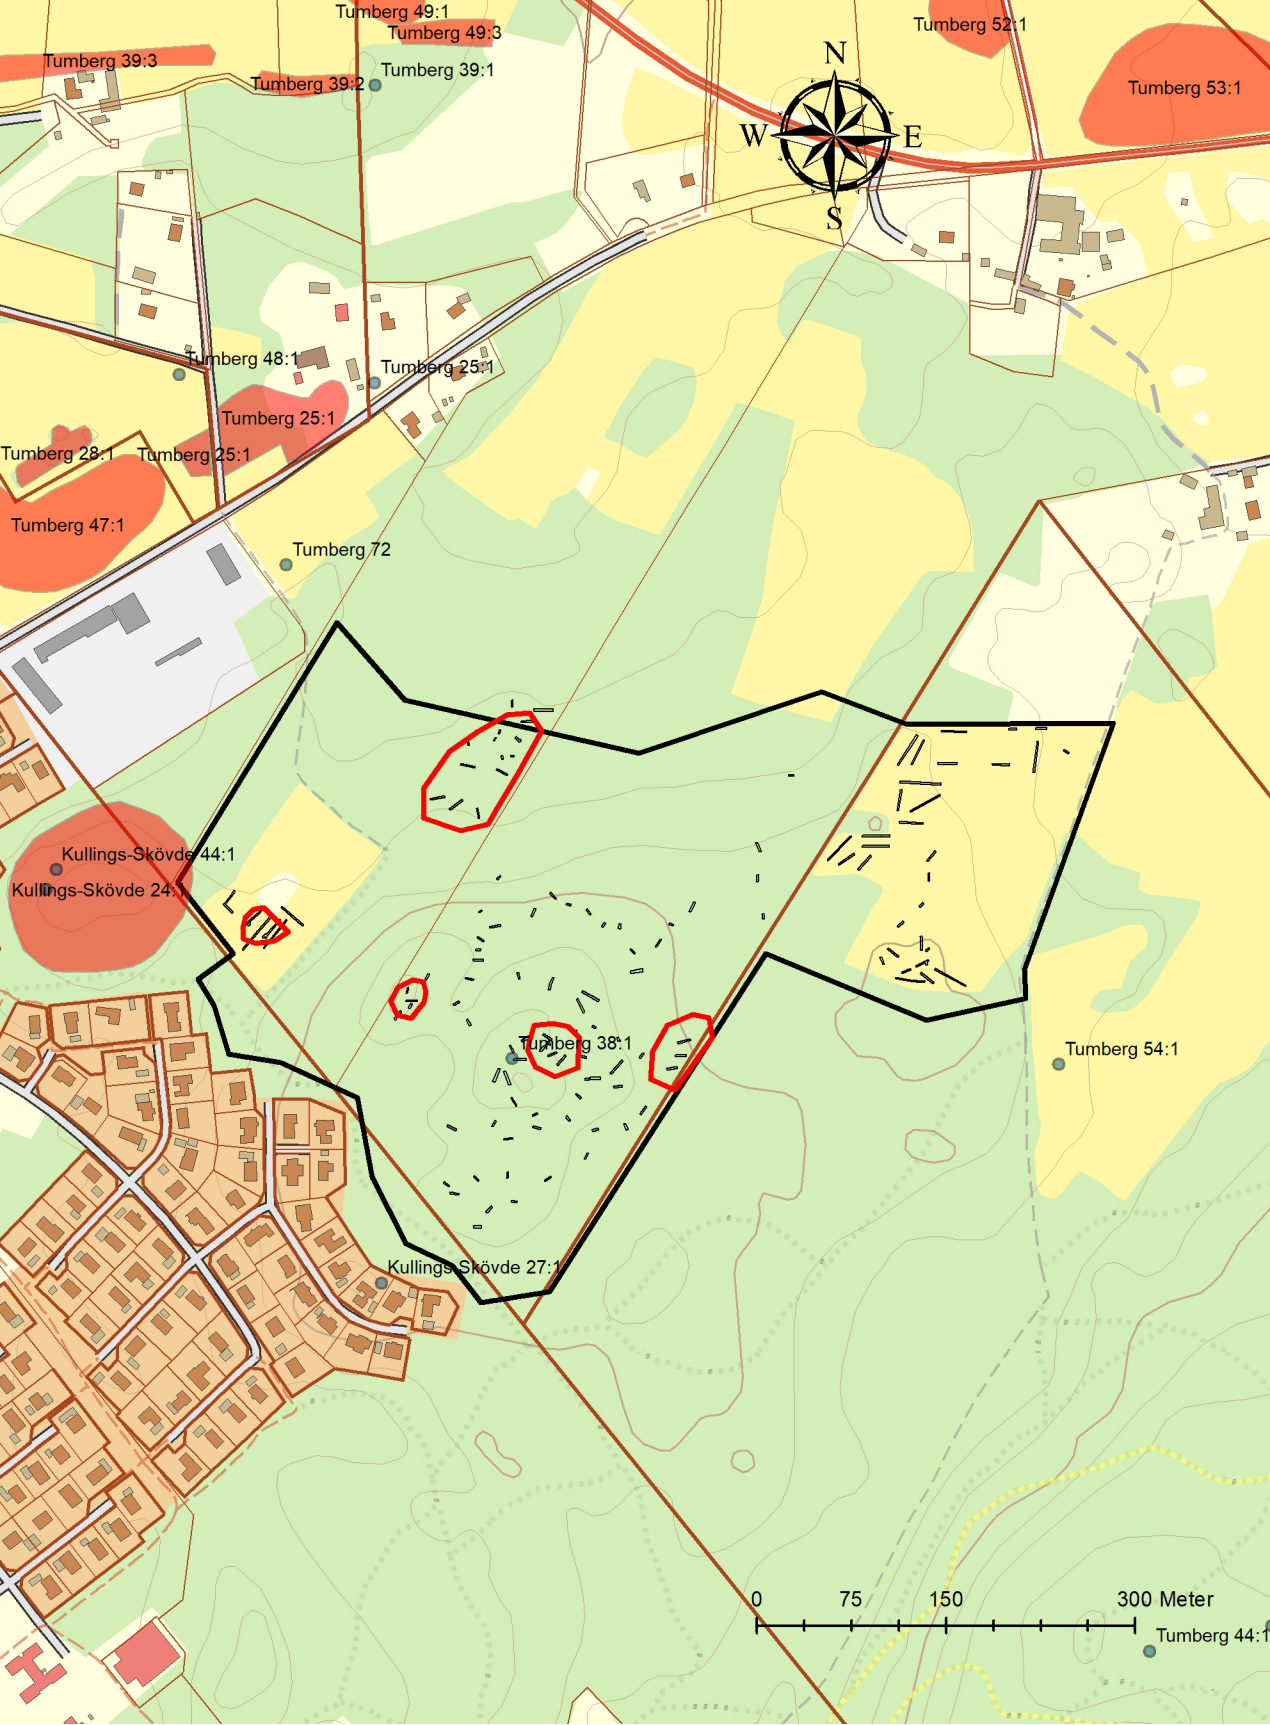 Tumberg 49:1
Tumberg 49:3
Tumberg 52:1
Tumberg 39:3
Tumberg 39:1
Tumberg 39:2
Tumberg 53:1
N
W
E
S
Tumberg 48:1
Tumberg 25:1
Tumberg 25:1
Tumberg 28:1
Tumberg 25:1
Tumberg 47:1
Tumberg 72
Kullings-Skövde 44:1
Kullings-Skövde 24:1
Tumberg 38:1
Tumberg 54:1
Kullings-Skövde 27:1
0 75 150 300 Meter
Tumberg 44:1